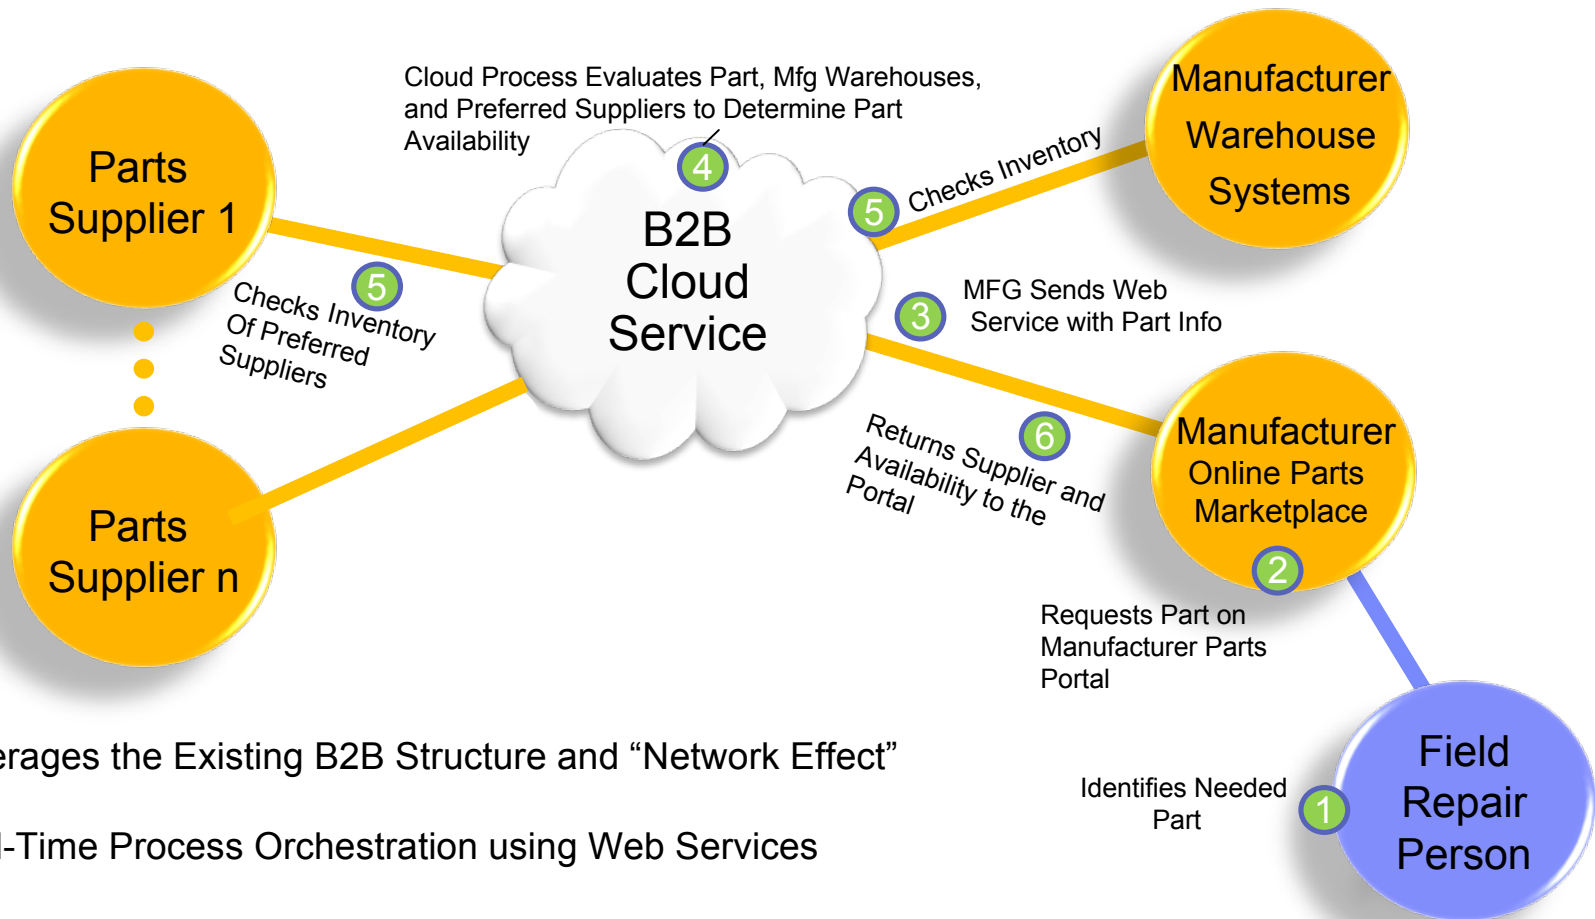 Cloud Process Evaluates Part, Mfg Warehouses,
and Preferred Suppliers to Determine Part
Availability
4
B2B
Cloud
Service
Parts
Supplier 1
5
Checks Inventory
Of Preferred
Suppliers
Parts
Supplier n
Manufacturer
Warehouse
Systems
5
Checks Inventory
3
MFG Sends Web
Service with Part Info
6
Returns Supplier and
Availability to the
Portal
Manufacturer
Online Parts
Marketplace
2
Requests Part on
Manufacturer Parts
Portal
Identifies Needed
Part
1
Field
Repair
Person
the Existing B2B Structure and “Network Effect”
Process Orchestration using Web Services